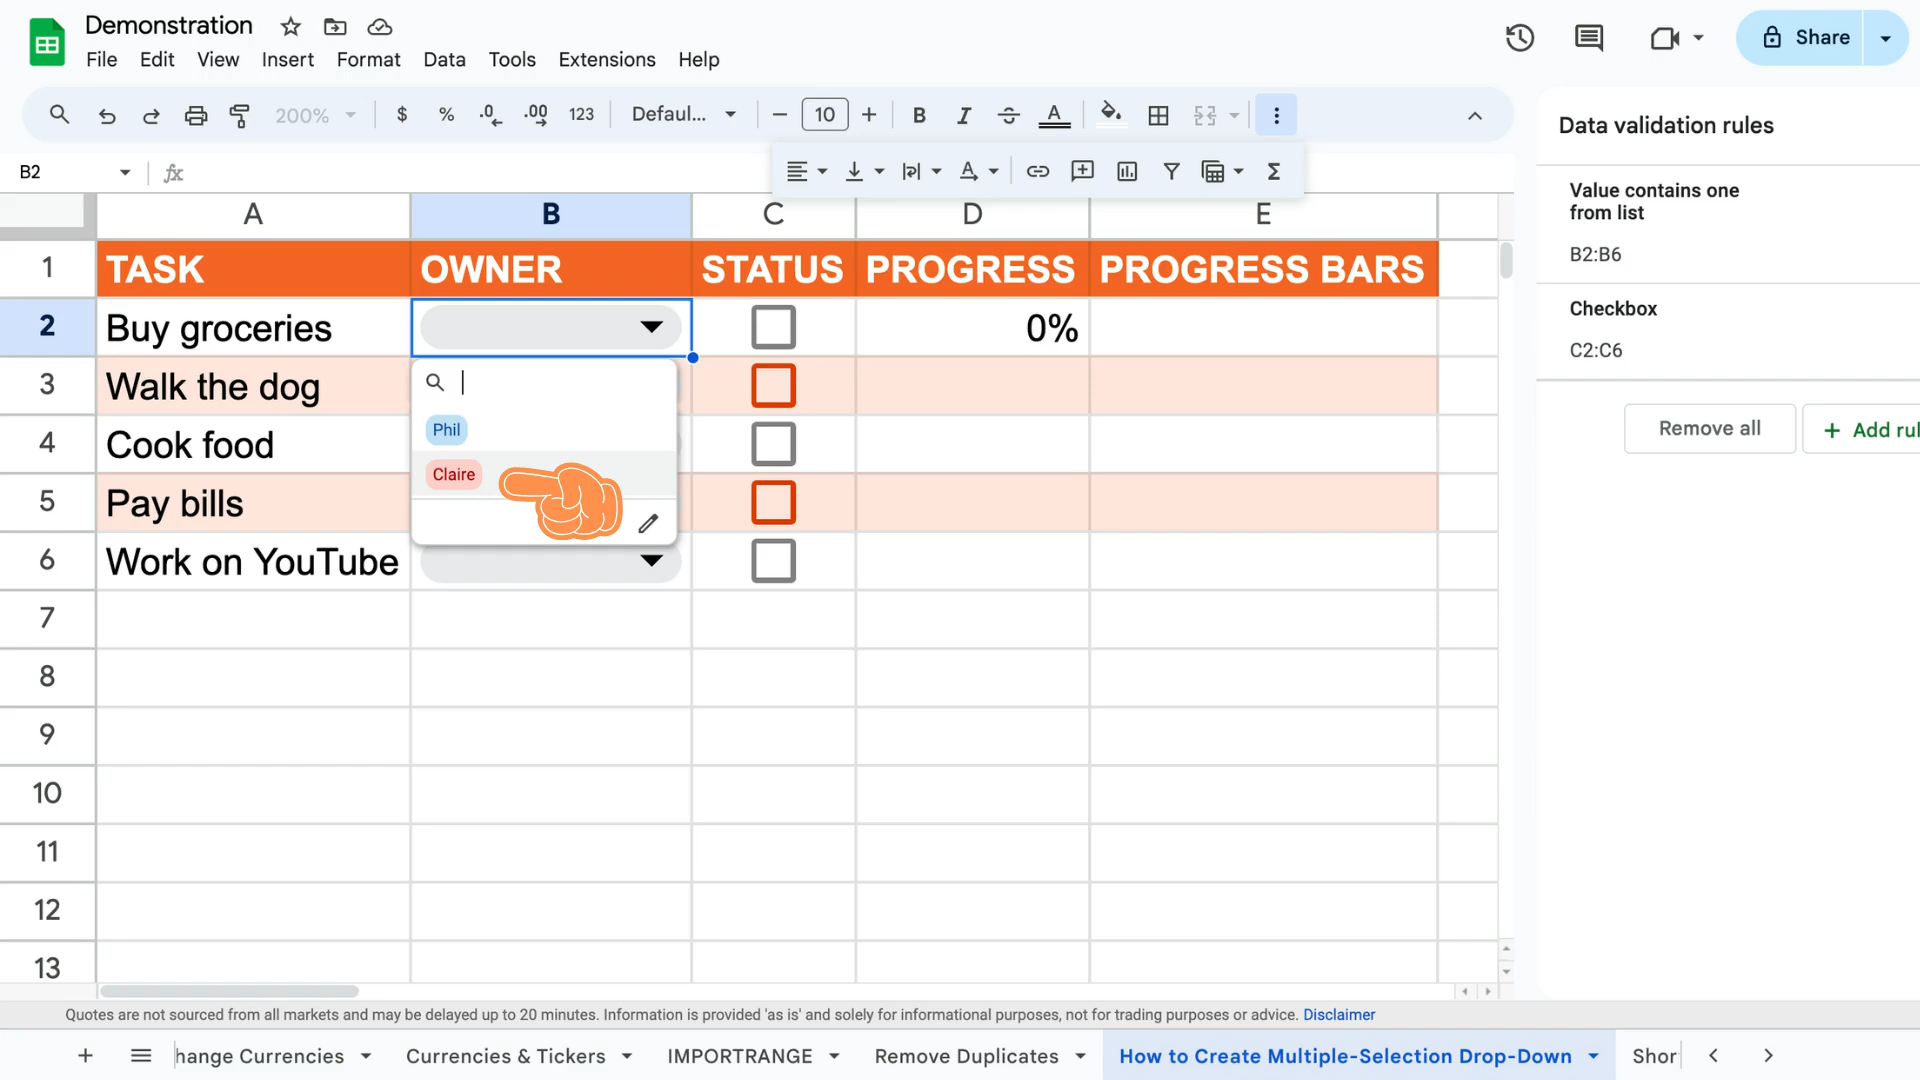 Demonstration
File Edit View Insert Format Data Tools Extensions Help
Share
200% $ % .0 .00 123 Defaul... − 10 + B I S A
Data validation rules
B2 fx
A B C D E
1 TASK OWNER STATUS PROGRESS PROGRESS BARS
2 Buy groceries 0%
3 Walk the dog
Phil
4 Cook food
Claire
5 Pay bills
6 Work on YouTube
7
8
9
10
11
12
13
Value contains one
from list
B2:B6
Checkbox
C2:C6
Remove all + Add rul
Quotes are not sourced from all markets and may be delayed up to 20 minutes. Information is provided 'as is' and solely for informational purposes, not for trading purposes or advice. Disclaimer
+ hange Currencies Currencies & Tickers IMPORTRANGE Remove Duplicates How to Create Multiple-Selection Drop-Down Shor